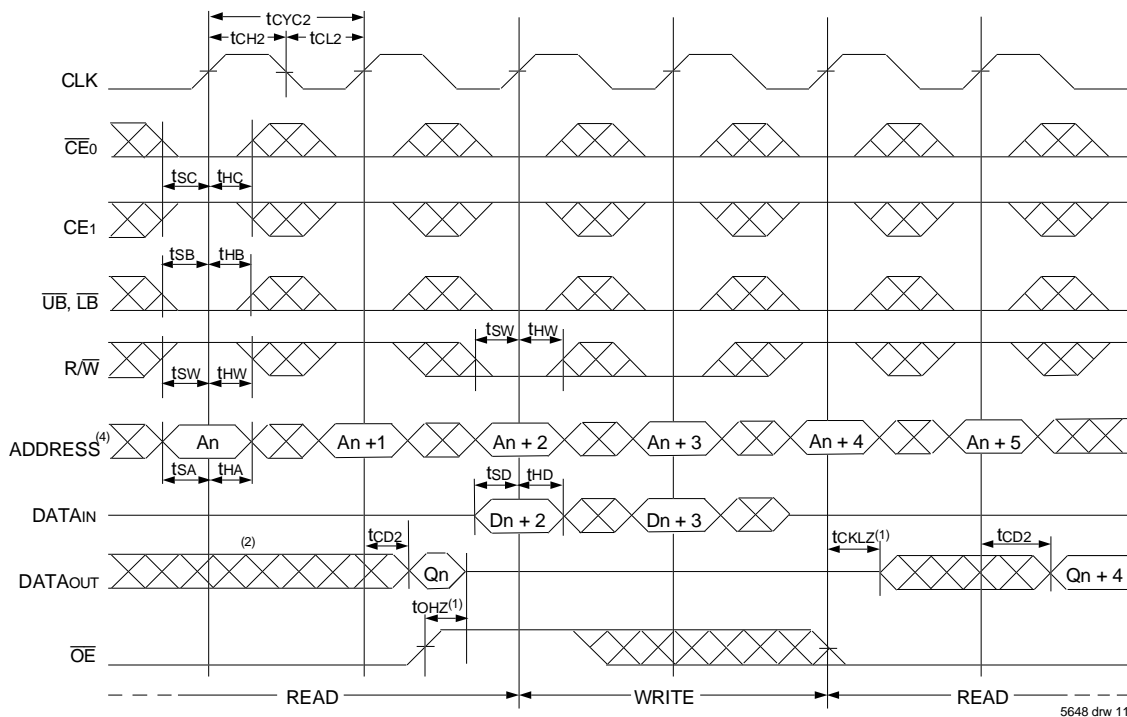 tCYC2
tCH2 tCL2
CLK
CE0
tSC tHC
CE1
tSB tHB
UB, LB
tSW tHW
R/W
tSW tHW
ADDRESS(4) An An +1 An + 2 An + 3 An + 4 An + 5
tSA tHA tSD tHD
DATAIN Dn + 2 Dn + 3
(2) tCD2 tCKLZ(1) tCD2
DATAOUT Qn Qn + 4
tOHZ(1)
OE
READ WRITE READ
5648 drw 11